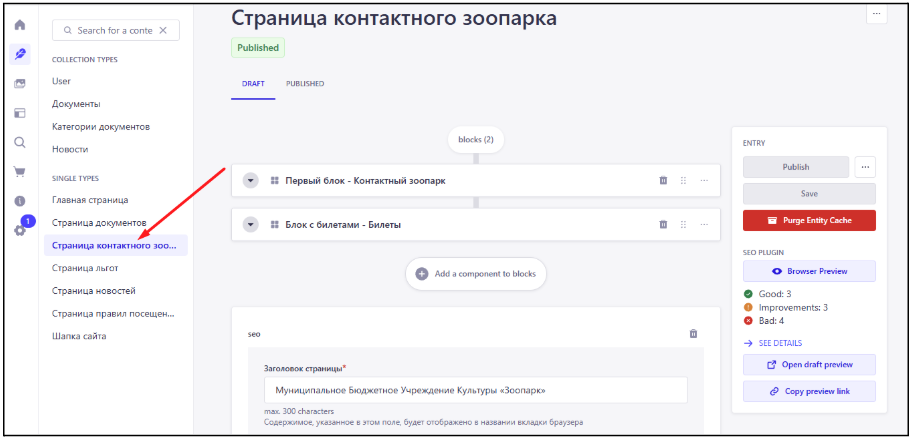 Страница контактного зоопарка
Published
DRAFT
PUBLISHED
Search for a conte
COLLECTION TYPES
User
Документы
Категории документов
Новости
SINGLE TYPES
Главная страница
Страница документов
Страница контактного зоо...
Страница льгот
Страница новостей
Страница правил посещен...
Шапка сайта
1
blocks (2)
Первый блок - Контактный зоопарк
Блок с билетами - Билеты
Add a component to blocks
seo
Заголовок страницы*
Муниципальное Бюджетное Учреждение Культуры «Зоопарк»
max. 300 characters
Содержимое, указанное в этом поле, будет отображено в названии вкладки браузера
ENTRY
Publish
Save
Purge Entity Cache
SEO PLUGIN
Browser Preview
Good: 3
Improvements: 3
Bad: 4
SEE DETAILS
Open draft preview
Copy preview link